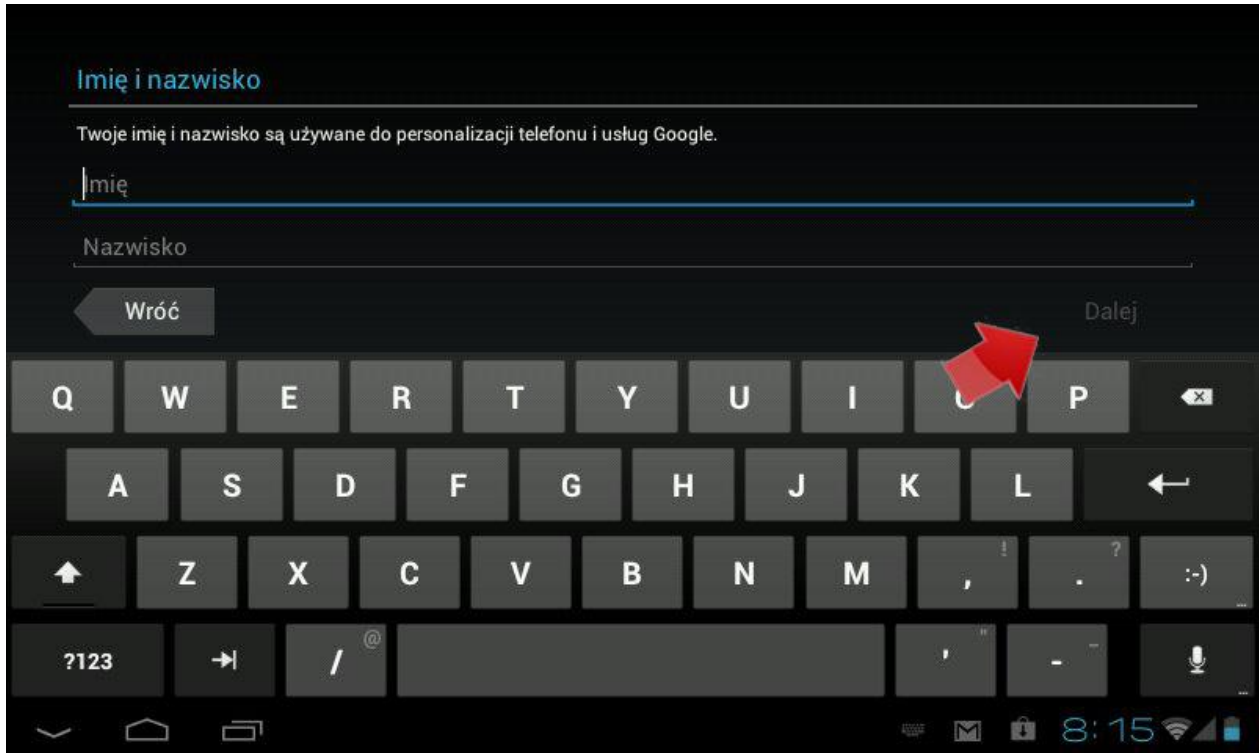 Imię i nazwisko
Twoje imię i nazwisko są używane do personalizacji telefonu i usług Google.
Imię
Nazwisko
Wróć
Dalej
Q W E R T Y U I O P
A S D F G H J K L
Z X C V B N M , ! . ? :-) ...
?123 / @ ' " - _ ...
8:15